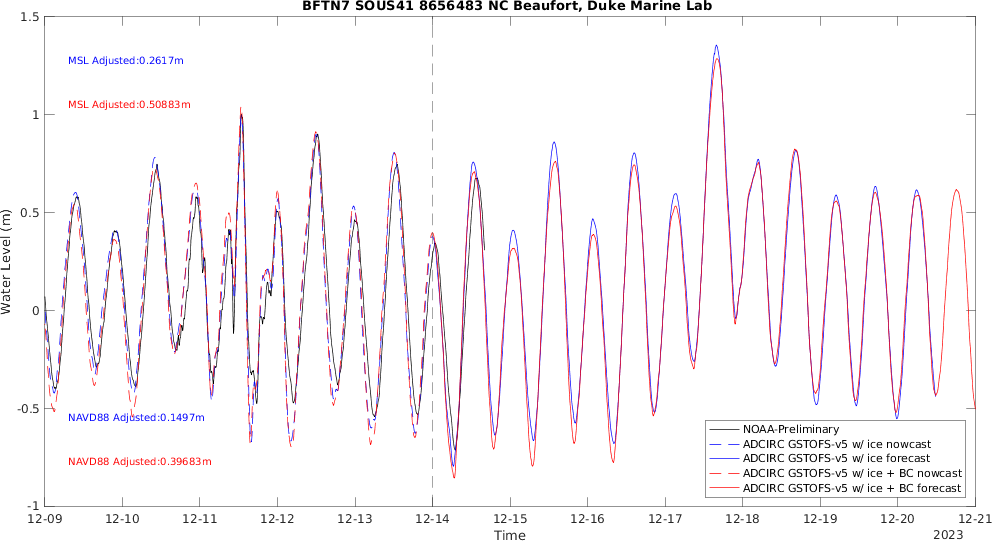 BFTN7 SOUS41 8656483 NC Beaufort, Duke Marine Lab
1.5
MSL Adjusted:0.2617m
MSL Adjusted:0.50883m
1
0.5
Water Level (m)
0
-0.5
NAVD88 Adjusted:0.1497m
NAVD88 Adjusted:0.39683m
NOAA-Preliminary
ADCIRC GSTOFS-v5 w/ ice nowcast
ADCIRC GSTOFS-v5 w/ ice forecast
ADCIRC GSTOFS-v5 w/ ice + BC nowcast
ADCIRC GSTOFS-v5 w/ ice + BC forecast
-1
12-09 12-10 12-11 12-12 12-13 12-14 12-15 12-16 12-17 12-18 12-19 12-20 12-21
Time
2023